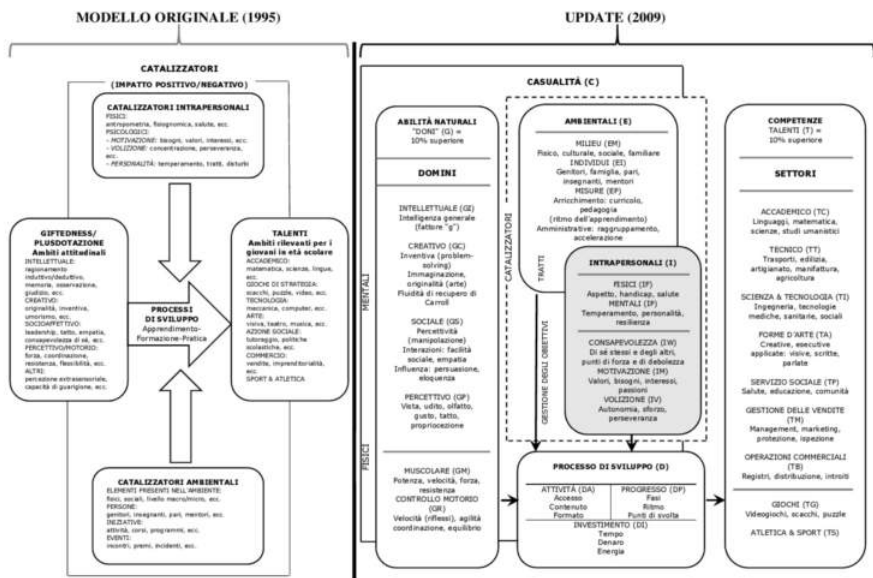 MODELLO ORIGINALE (1995)
CATALIZZATORI
(IMPATTO POSITIVO/NEGATIVO)
CATALIZZATORI INTRAPERSONALI
FISICI:
antropometria, fisiognomica, salute, ecc.
PSICOLOGICI:
- MOTIVAZIONE: bisogni, valori, interessi, ecc.
- VOLIZIONE: concentrazione, perseveranza,
ecc.
- PERSONALITÀ: temperamento, tratti, disturbi
GIFTEDNESS/
PLUSDOTAZIONE
Ambiti attitudinali
INTELLETTUALE:
ragionamento
induttivo/deduttivo,
memoria, osservazione,
giudizio, ecc.
CREATIVO:
originalità, inventiva,
umorismo, ecc.
SOCIOAFFETTIVO:
leadership, tatto, empatia,
consapevolezza di sé, ecc.
PERCETTIVO/MOTORIO:
forza, coordinazione,
resistenza, flessibilità, ecc.
ALTRI:
percezione extrasensoriale,
capacità di guarigione, ecc.
PROCESSI
DI SVILUPPO
Apprendimento-
Formazione-Pratica
TALENTI
Ambiti rilevanti per i
giovani in età scolare
ACCADEMICO:
matematica, scienze, lingue,
ecc.
GIOCHI DI STRATEGIA:
scacchi, puzzle, video, ecc.
TECNOLOGIA:
meccanica, computer, ecc.
ARTE:
visiva, teatro, musica, ecc.
AZIONE SOCIALE:
tutoraggio, politiche
scolastiche, ecc.
COMMERCIO:
vendite, imprenditorialità,
ecc.
SPORT & ATLETICA
CATALIZZATORI AMBIENTALI
ELEMENTI PRESENTI NELL'AMBIENTE:
fisici, sociali, livello macro/micro, ecc.
PERSONE:
genitori, insegnanti, pari, mentori, ecc.
INIZIATIVE:
attività, corsi, programmi, ecc.
EVENTI:
incontri, premi, incidenti, ecc.
UPDATE (2009)
CASUALITÀ (C)
MENTALI
FISICI
ABILITÀ NATURALI
"DONI" (G) =
10% superiore
DOMINI
INTELLETTUALE (GI)
Intelligenza generale
(fattore "g")
CREATIVO (GC)
Inventiva (problem-
solving)
Immaginazione,
originalità (arte)
Fluidità di recupero di
Carroll
SOCIALE (GS)
Percettività
(manipolazione)
Interazioni: facilità
sociale, empatia
Influenza: persuasione,
eloquenza
PERCETTIVO (GP)
Vista, udito, olfatto,
gusto, tatto,
propriocezione
MUSCOLARE (GM)
Potenza, velocità, forza,
resistenza
CONTROLLO MOTORIO
(GR)
Velocità (riflessi), agilità
coordinazione, equilibrio
CATALIZZATORI
TRATTI
GESTIONE DEGLI OBIETTIVI
AMBIENTALI (E)
MILIEU (EM)
Fisico, culturale, sociale, familiare
INDIVIDUI (EI)
Genitori, famiglia, pari,
insegnanti, mentori
MISURE (EP)
Arricchimento: curricolo,
pedagogia
(ritmo dell'apprendimento)
Amministrative: raggruppamento,
accelerazione
INTRAPERSONALI (I)
FISICI (IF)
Aspetto, handicap, salute
MENTALI (IP)
Temperamento, personalità,
resilienza
CONSAPEVOLEZZA (IW)
Di sé stessi e degli altri,
punti di forza e di debolezza
MOTIVAZIONE (IM)
Valori, bisogni, interessi,
passioni
VOLIZIONE (IV)
Autonomia, sforzo,
perseveranza
PROCESSO DI SVILUPPO (D)
ATTIVITÀ (DA)
Accesso
Contenuto
Formato
PROGRESSO (DP)
Fasi
Ritmo
Punti di svolta
INVESTIMENTO (DI)
Tempo
Denaro
Energia
COMPETENZE
TALENTI (T) =
10% superiore
SETTORI
ACCADEMICO (TC)
Linguaggi, matematica,
scienze, studi umanistici
TECNICO (TT)
Trasporti, edilizia,
artigianato, manifattura,
agricoltura
SCIENZA & TECNOLOGIA (TI)
Ingegneria, tecnologie
mediche, sanitarie, sociali
FORME D'ARTE (TA)
Creative, esecutive
applicate: visive, scritte,
parlate
SERVIZIO SOCIALE (TP)
Salute, educazione, comunità
GESTIONE DELLE VENDITE
(TM)
Management, marketing,
protezione, ispezione
OPERAZIONI COMMERCIALI
(TB)
Registri, distribuzione, introiti
GIOCHI (TG)
Videogiochi, scacchi, puzzle
ATLETICA & SPORT (TS)